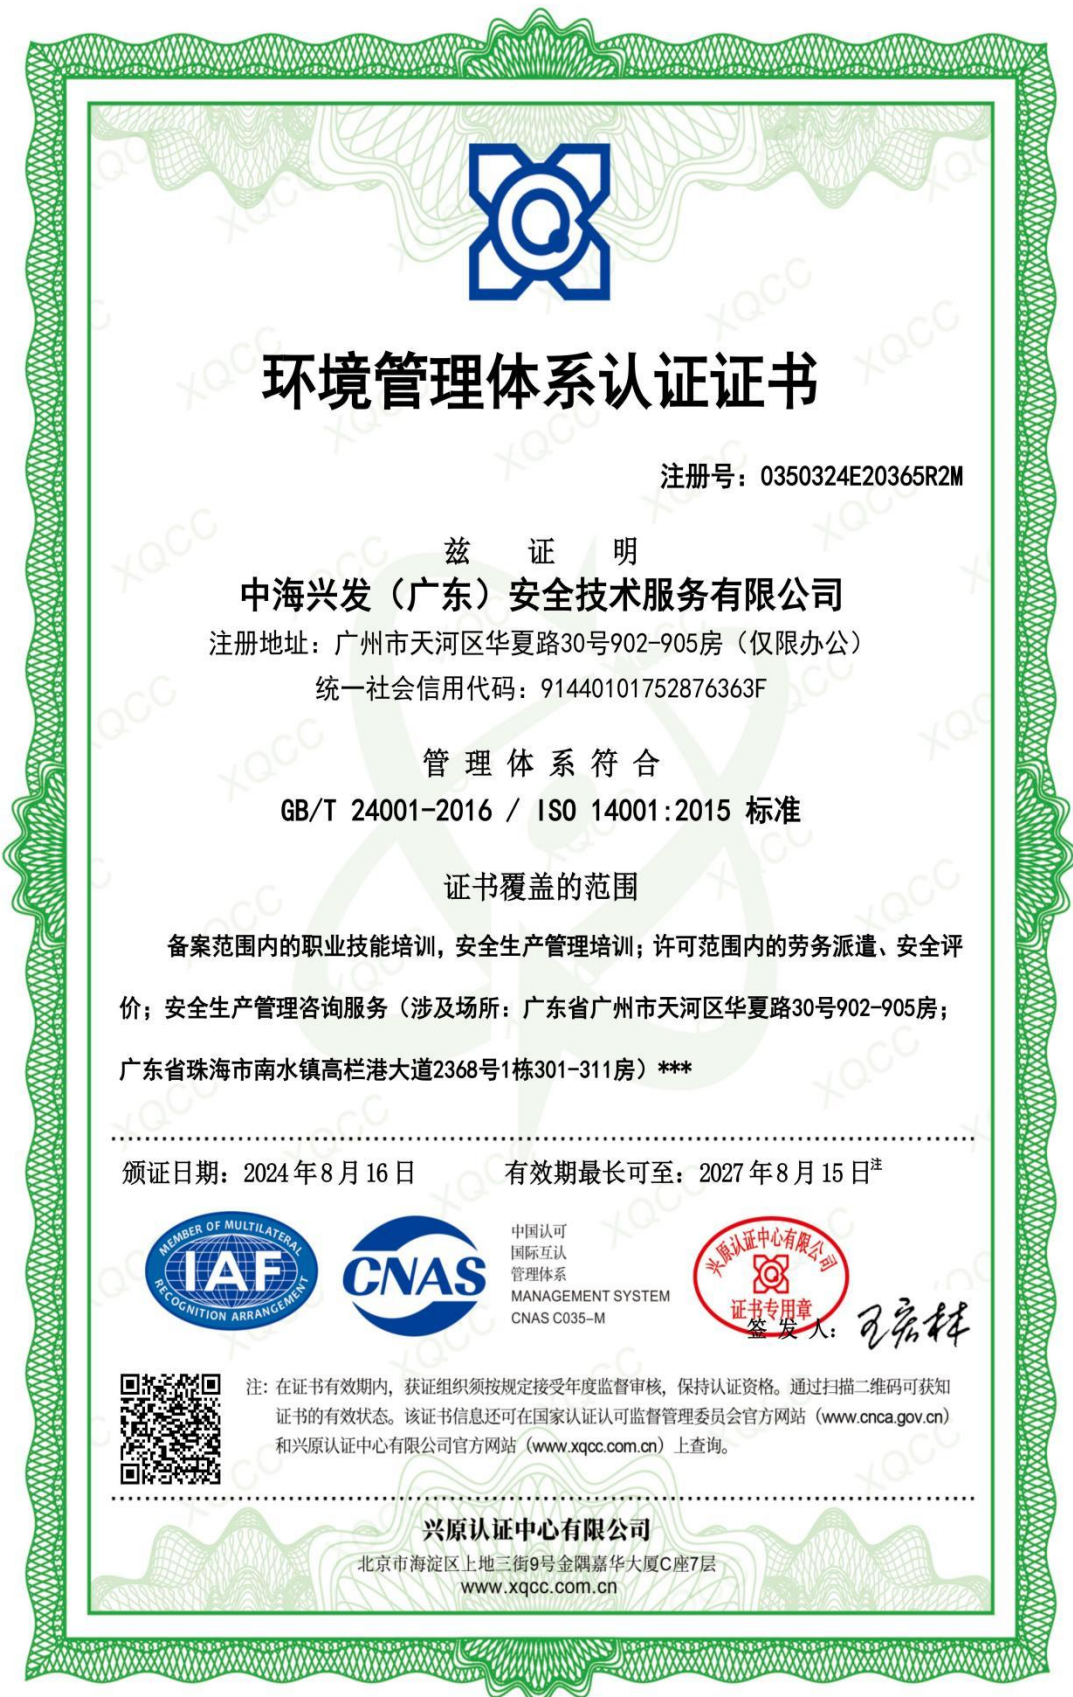 环境管理体系认证证书
注册号：0350324E20365R2M
兹 证 明
中海兴发（广东）安全技术服务有限公司
注册地址：广州市天河区华夏路30号902-905房（仅限办公）
统一社会信用代码：91440101752876363F
管理体系符合
GB/T 24001-2016 / ISO 14001:2015 标准
证书覆盖的范围
备案范围内的职业技能培训，安全生产管理培训；许可范围内的劳务派遣、安全评
价；安全生产管理咨询服务（涉及场所：广东省广州市天河区华夏路30号902-905房；
广东省珠海市南水镇高栏港大道2368号1栋301-311房）***
颁证日期：2024年8月16日 有效期最长可至：2027年8月15日注
MEMBER OF MULTILATERAL
IAF
RECOGNITION ARRANGEMENT
CNAS
中国认可
国际互认
管理体系
MANAGEMENT SYSTEM
CNAS C035-M
兴原认证中心有限公司
证书专用章
签 发 人：
注：在证书有效期内，获证组织须按规定接受年度监督审核，保持认证资格。通过扫描二维码可获知
证书的有效状态。该证书信息还可在国家认证认可监督管理委员会官方网站（www.cnca.gov.cn）
和兴原认证中心有限公司官方网站（www.xqcc.com.cn）上查询。
兴原认证中心有限公司
北京市海淀区上地三街9号金隅嘉华大厦C座7层
www.xqcc.com.cn